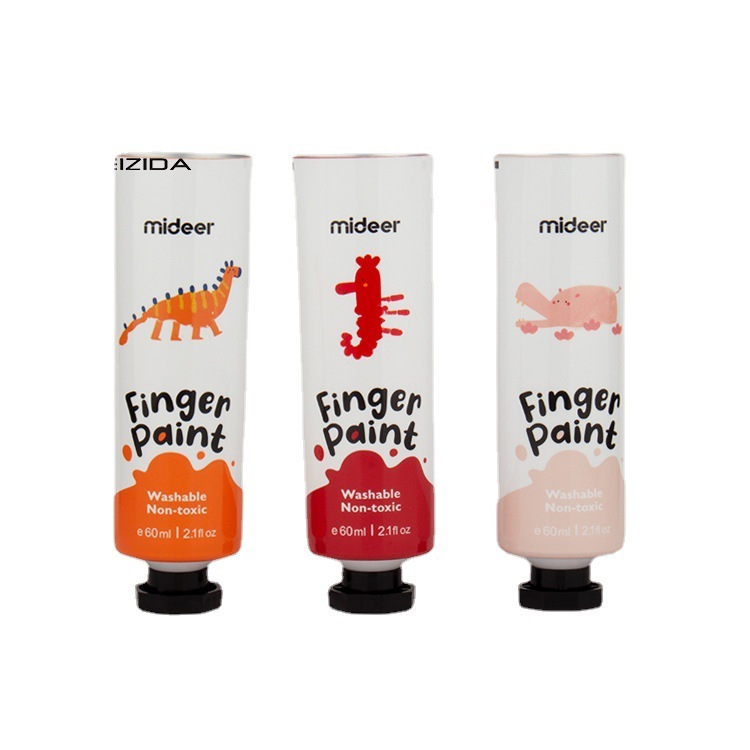 EIZIDA
mideer
Finger
paint
Washable
Non-toxic
e 60ml | 2.1fl oz
mideer
Finger
paint
Washable
Non-toxic
e 60ml | 2.1fl oz
mideer
Finger
paint
Washable
Non-toxic
e 60ml | 2.1fl oz